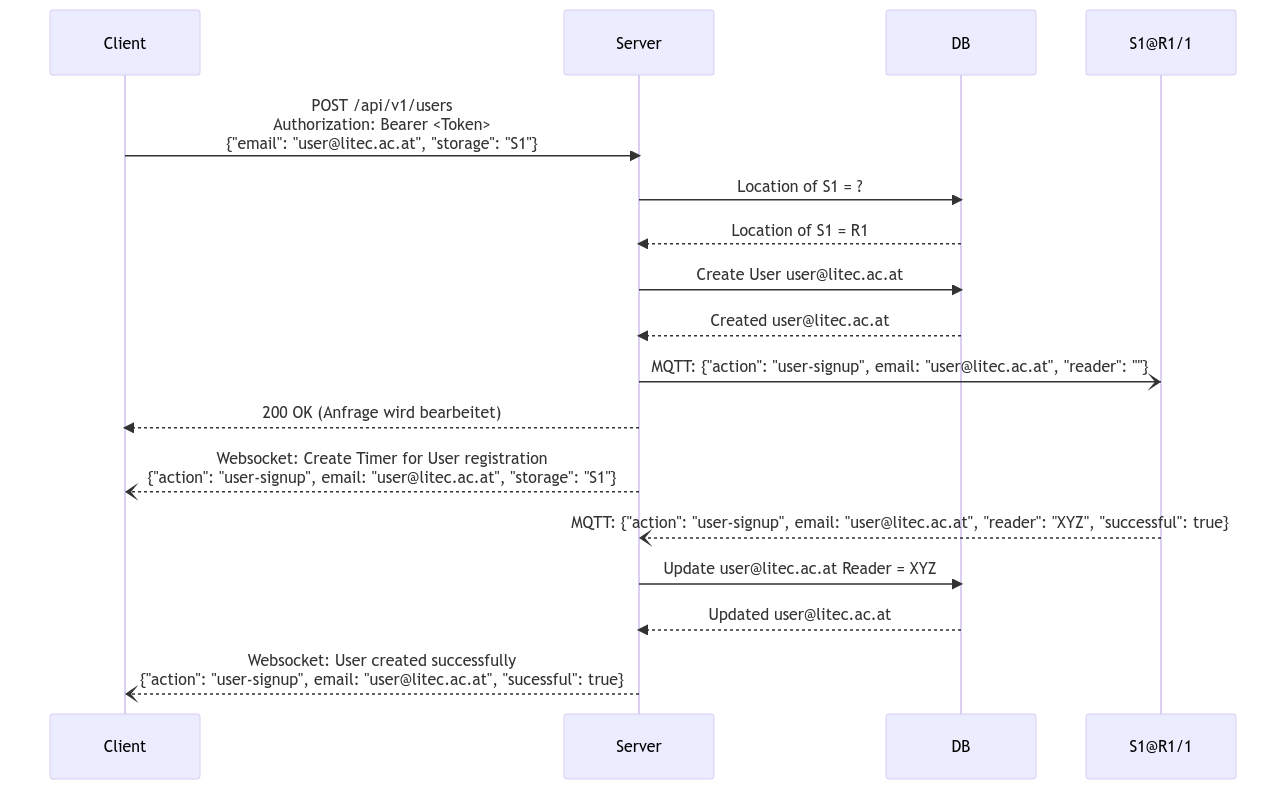 Client
Server
DB
S1@R1/1
POST /api/v1/users
Authorization: Bearer <Token>
{"email": "user@litec.ac.at", "storage": "S1"}
Location of S1 = ?
Location of S1 = R1
Create User user@litec.ac.at
Created user@litec.ac.at
MQTT: {"action": "user-signup", email: "user@litec.ac.at", "reader": ""}
200 OK (Anfrage wird bearbeitet)
Websocket: Create Timer for User registration
{"action": "user-signup", email: "user@litec.ac.at", "storage": "S1"}
MQTT: {"action": "user-signup", email: "user@litec.ac.at", "reader": "XYZ", "successful": true}
Update user@litec.ac.at Reader = XYZ
Updated user@litec.ac.at
Websocket: User created successfully
{"action": "user-signup", email: "user@litec.ac.at", "sucessful": true}
Client
Server
DB
S1@R1/1